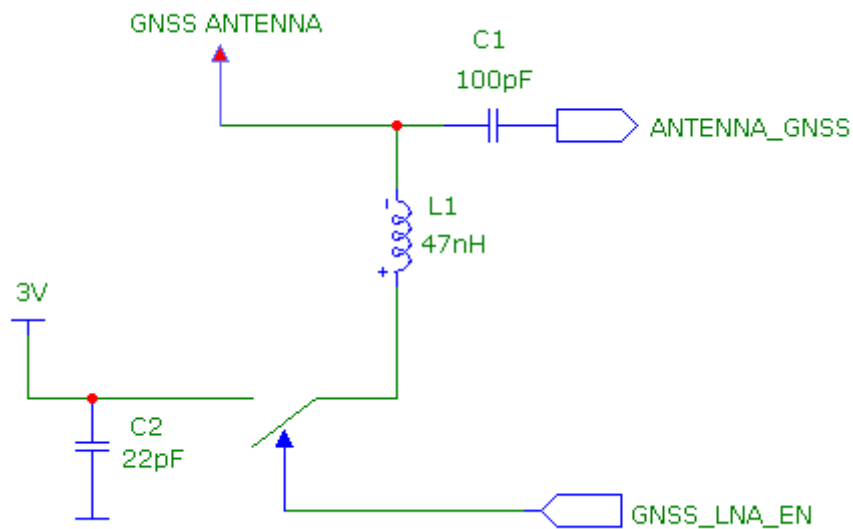 GNSS ANTENNA
C1
100pF
ANTENNA_GNSS
L1
47nH
3V
C2
22pF
GNSS_LNA_EN